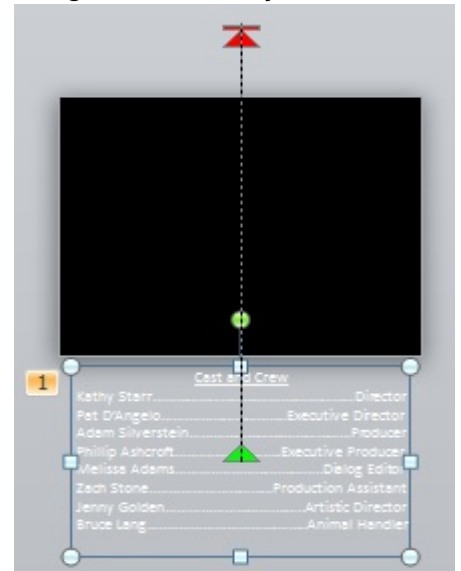 1
Cast and Crew
Kathy Starr..............................................................Director
Pat D'Angelo.......................................Executive Director
Adam Silverstein..................................................Producer
Phillip Ashcroft...................................Executive Producer
Melissa Adams................................................Dialog Editor
Zach Stone......................................Production Assistant
Jenny Golden..........................................Artistic Director
Bruce Lang..............................................Animal Handler